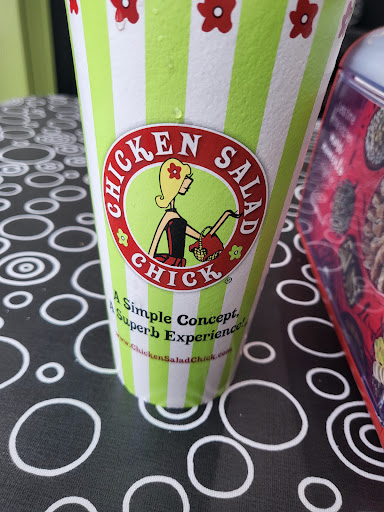 CHICKEN SALAD
CHICK®
A Simple Concept,
A Superb Experience!
www.ChickenSaladChick.com